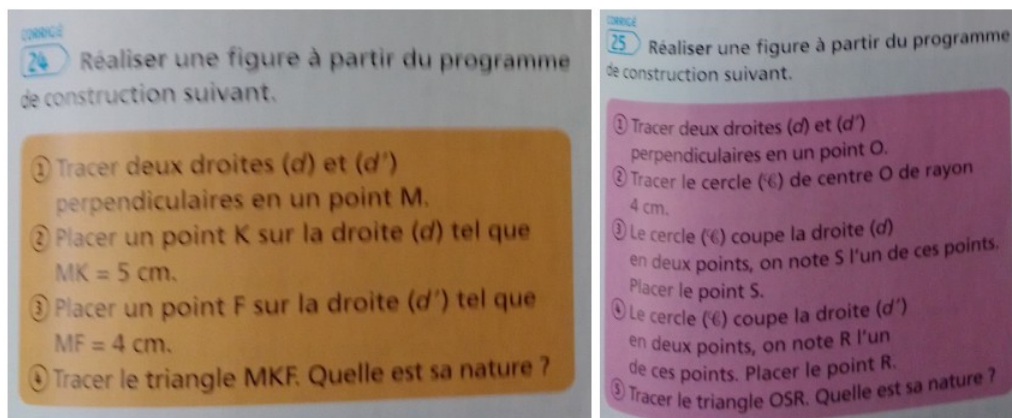 CORRIGÉ
24 Réaliser une figure à partir du programme
de construction suivant.
① Tracer deux droites (d) et (d’)
perpendiculaires en un point M.
② Placer un point K sur la droite (d) tel que
MK = 5 cm.
③ Placer un point F sur la droite (d’) tel que
MF = 4 cm.
④ Tracer le triangle MKF. Quelle est sa nature ?
CORRIGÉ
25 Réaliser une figure à partir du programme
de construction suivant.
① Tracer deux droites (d) et (d’)
perpendiculaires en un point O.
② Tracer le cercle (𝒞) de centre O de rayon
4 cm.
③ Le cercle (𝒞) coupe la droite (d)
en deux points, on note S l’un de ces points.
Placer le point S.
④ Le cercle (𝒞) coupe la droite (d’)
en deux points, on note R l’un
de ces points. Placer le point R.
⑤ Tracer le triangle OSR. Quelle est sa nature ?